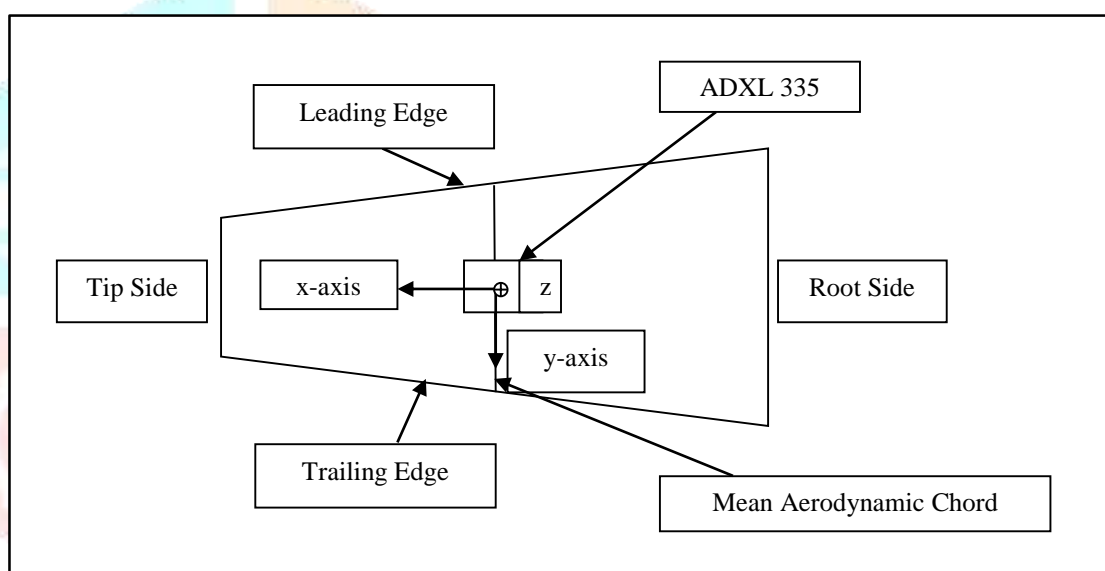 ADXL 335
Leading Edge
Tip Side
x-axis
z
Root Side
y-axis
Trailing Edge
Mean Aerodynamic Chord